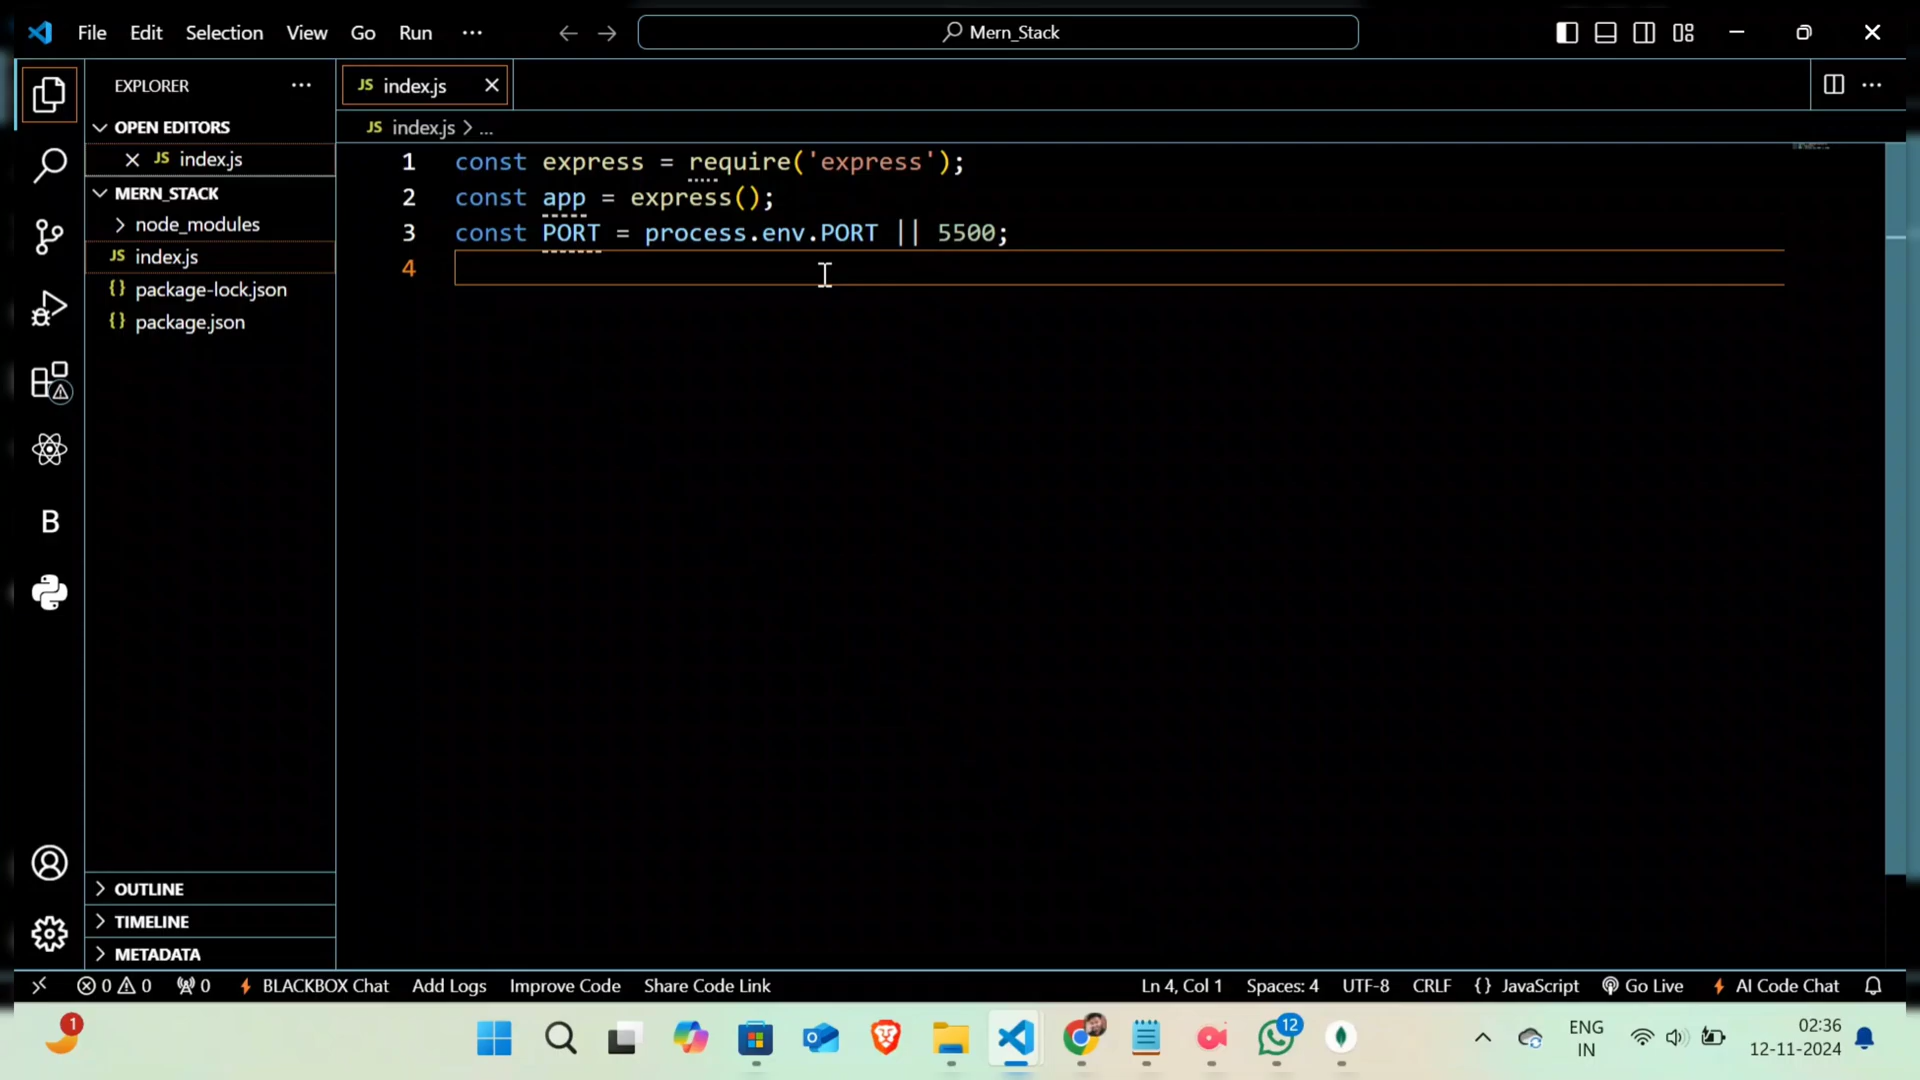 File Edit Selection View Go Run ···
Mern_Stack
EXPLORER ···
OPEN EDITORS
JS index.js
MERN_STACK
node_modules
JS index.js
{} package-lock.json
{} package.json
OUTLINE
TIMELINE
METADATA
JS index.js
JS index.js > ...
1 const express = require('express');
2 const app = express();
3 const PORT = process.env.PORT || 5500;
4
B
0 0 0 BLACKBOX Chat Add Logs Improve Code Share Code Link
Ln 4, Col 1 Spaces: 4 UTF-8 CRLF {} JavaScript Go Live AI Code Chat
1
12
ENG
IN
02:36
12-11-2024